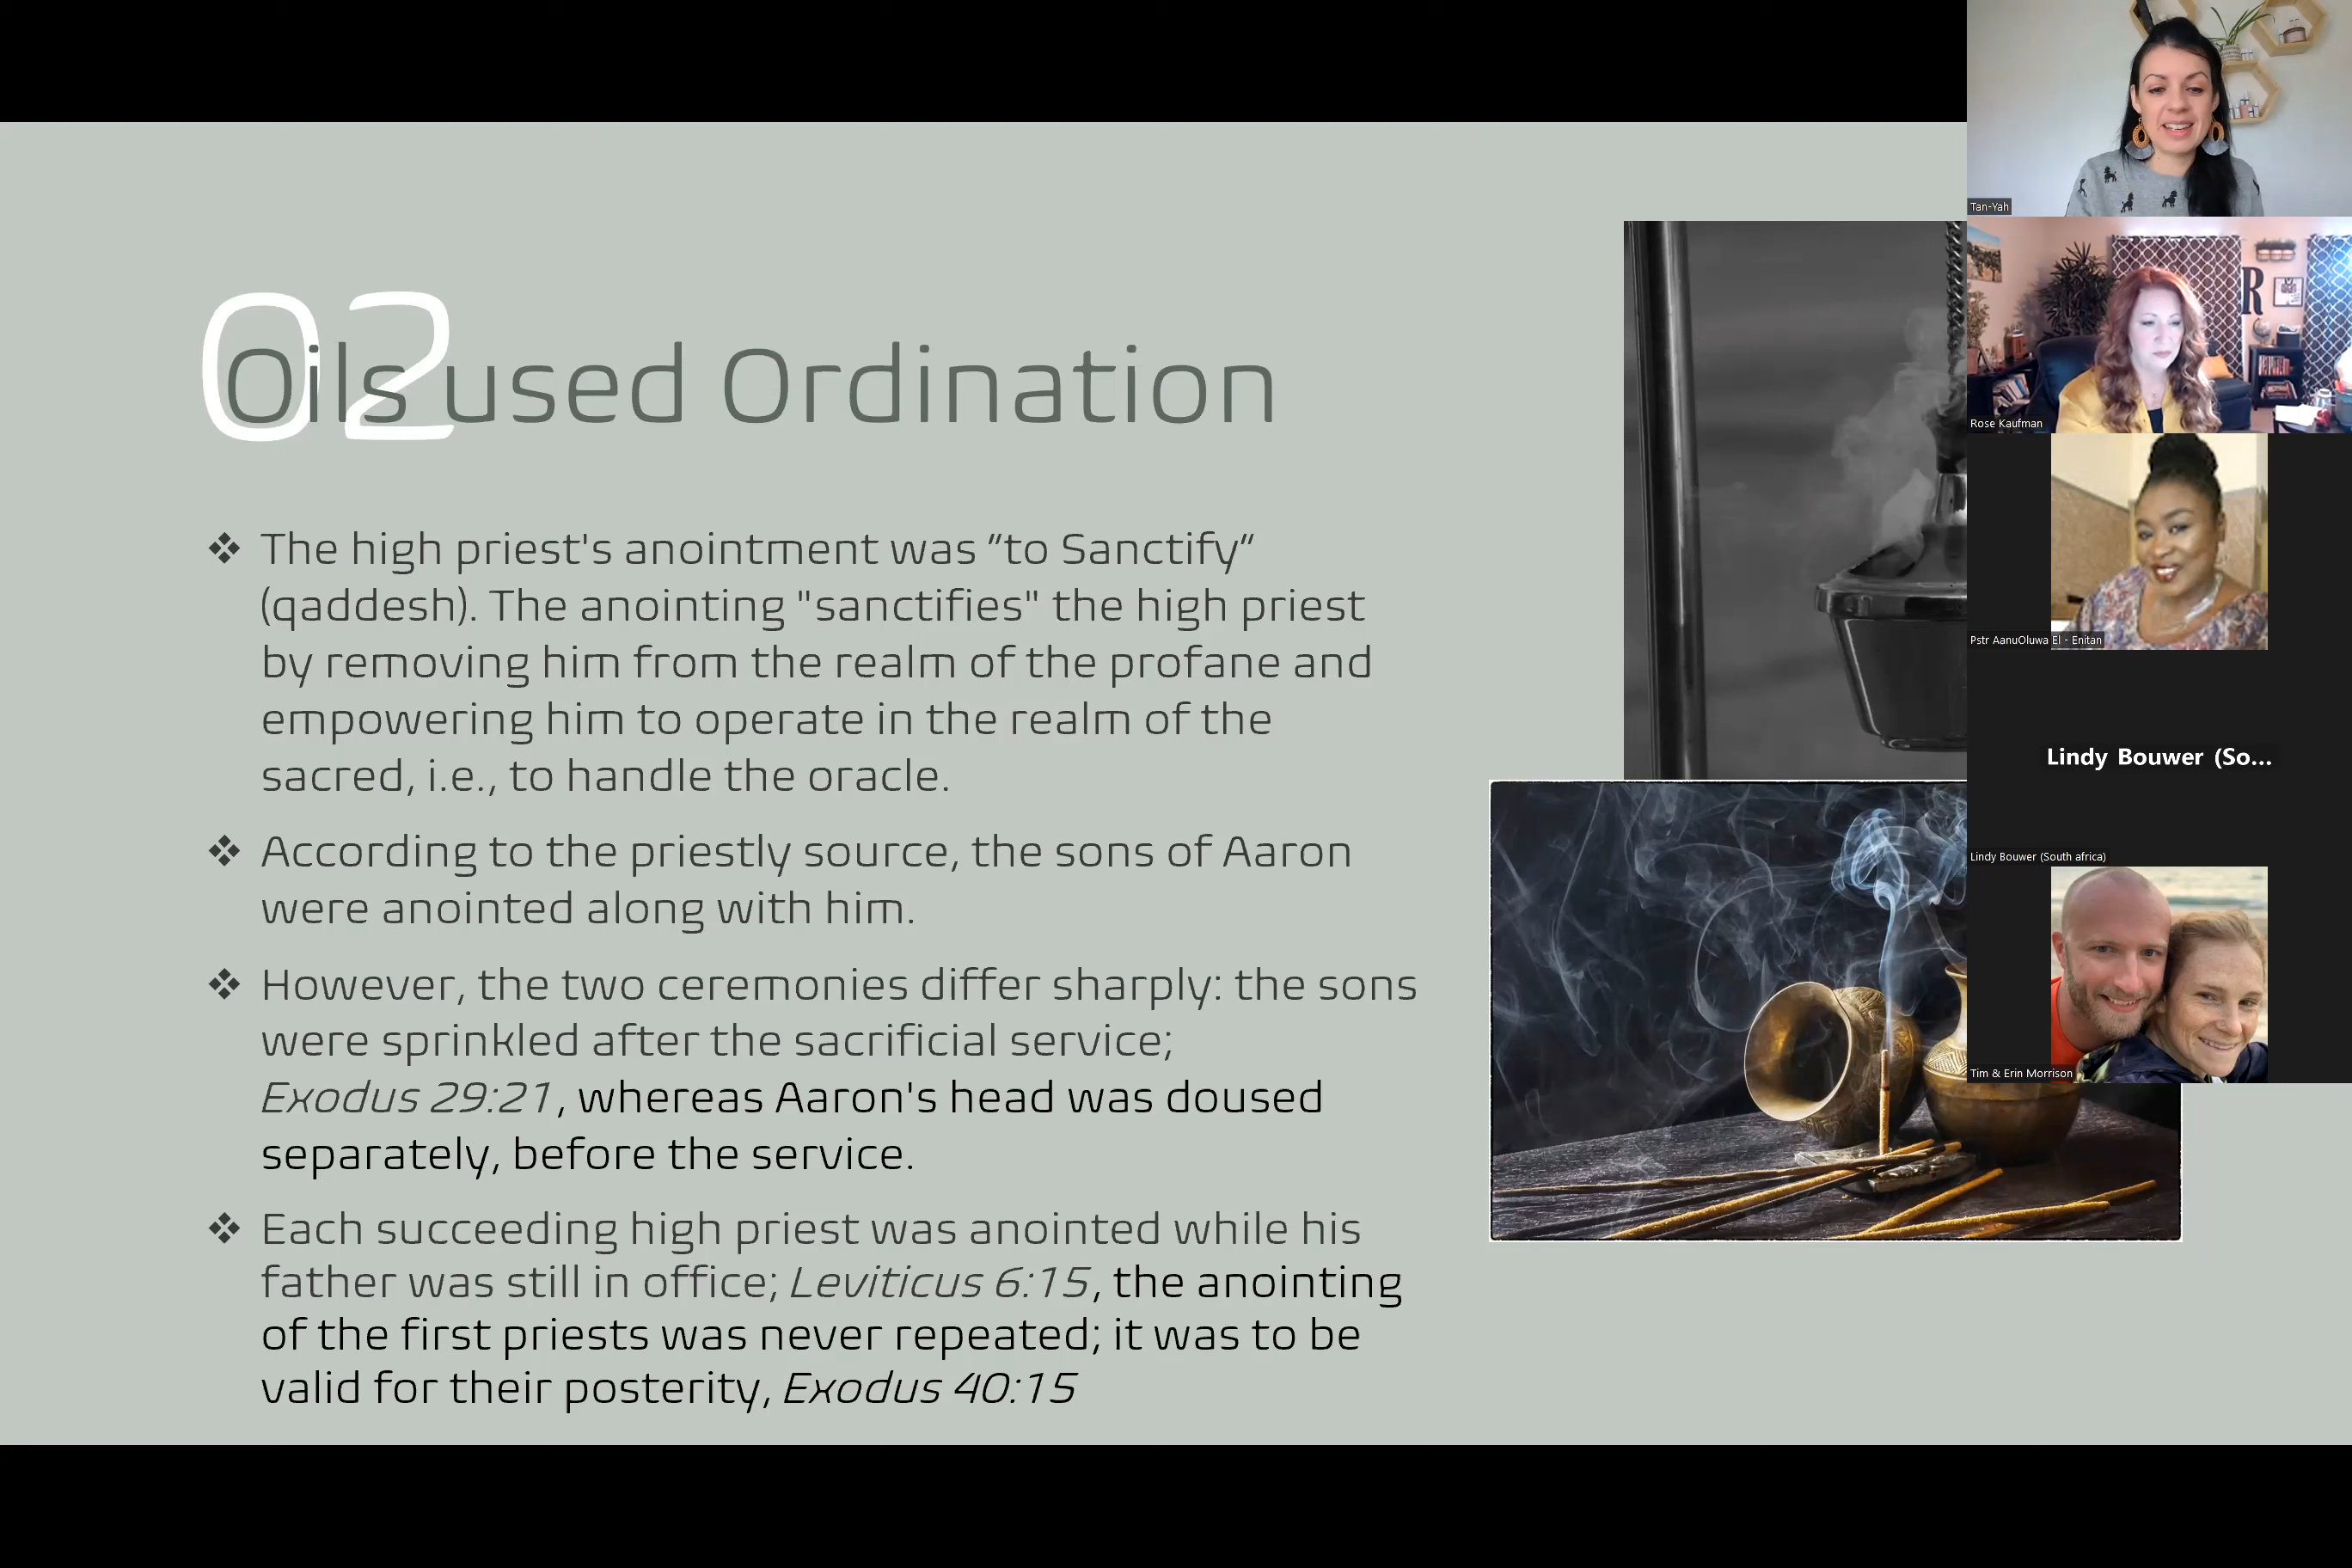 02
Oils used Ordination
❖ The high priest's anointment was “to Sanctify”
(qaddesh). The anointing "sanctifies" the high priest
by removing him from the realm of the profane and
empowering him to operate in the realm of the
sacred, i.e., to handle the oracle.
❖ According to the priestly source, the sons of Aaron
were anointed along with him.
❖ However, the two ceremonies differ sharply: the sons
were sprinkled after the sacrificial service;
Exodus 29:21, whereas Aaron's head was doused
separately, before the service.
❖ Each succeeding high priest was anointed while his
father was still in office; Leviticus 6:15, the anointing
of the first priests was never repeated; it was to be
valid for their posterity, Exodus 40:15
Tan-Yah
R
Rose Kaufman
Pstr AanuOluwa El - Enitan
Lindy Bouwer (So...
Lindy Bouwer (South africa)
Tim & Erin Morrison